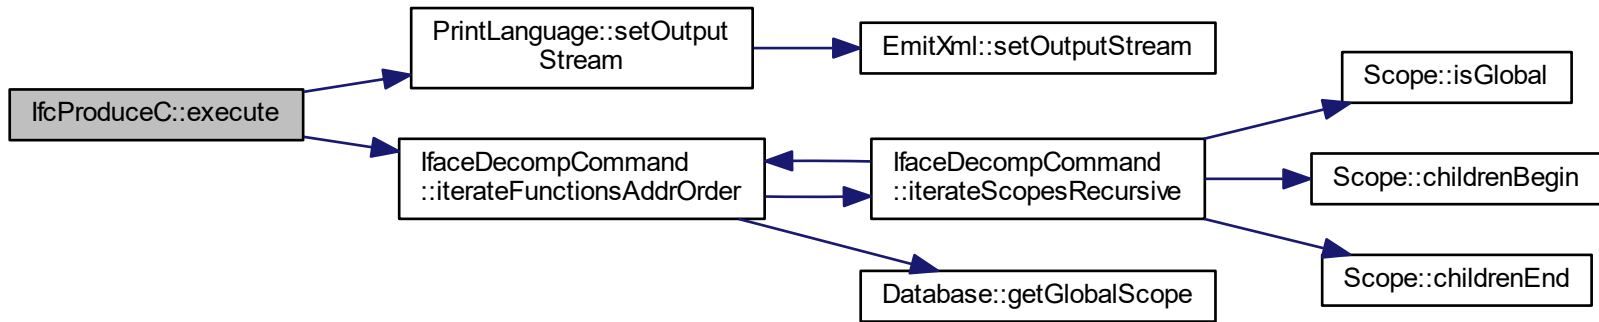 IfcProduceC::execute
PrintLanguage::setOutput
Stream
EmitXml::setOutputStream
IfaceDecompCommand
::iterateFunctionsAddrOrder
IfaceDecompCommand
::iterateScopesRecursive
Database::getGlobalScope
Scope::isGlobal
Scope::childrenBegin
Scope::childrenEnd